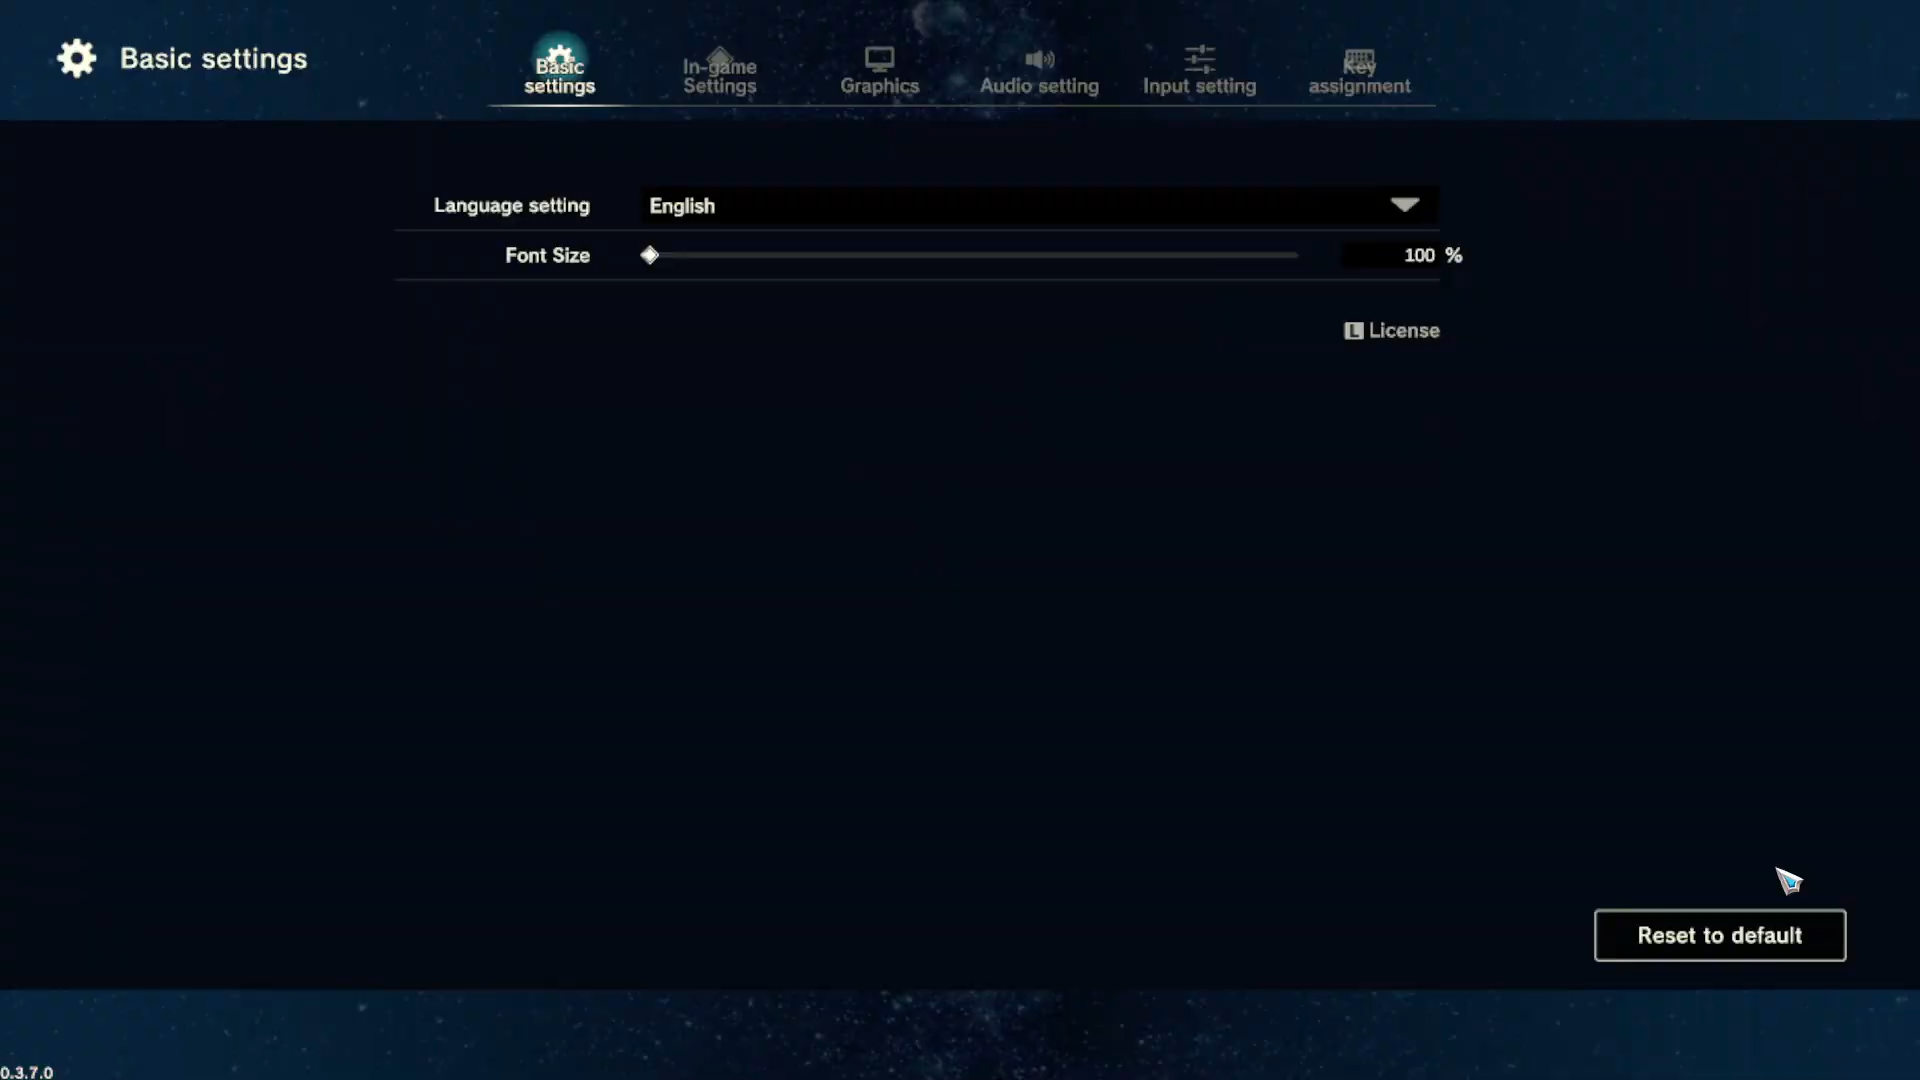 Basic settings
Basic
settings
In-game
Settings
Graphics
Audio setting
Input setting
Key
assignment
Language setting
English
Font Size
100 %
L License
Reset to default
0.3.7.0